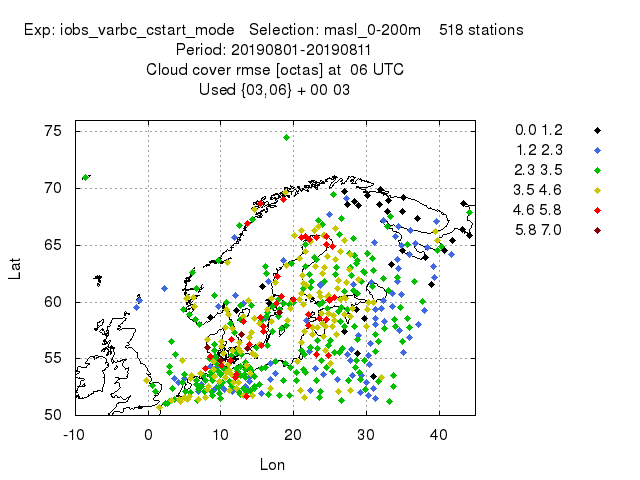 Exp: iobs_varbc_cstart_mode   Selection: masl_0-200m    518 stations
Period: 20190801-20190811
Cloud cover rmse [octas] at  06 UTC
Used {03,06} + 00 03
0.0 1.2
1.2 2.3
2.3 3.5
3.5 4.6
4.6 5.8
5.8 7.0
75
70
65
60
55
50
Lat
-10 0 10 20 30 40
Lon